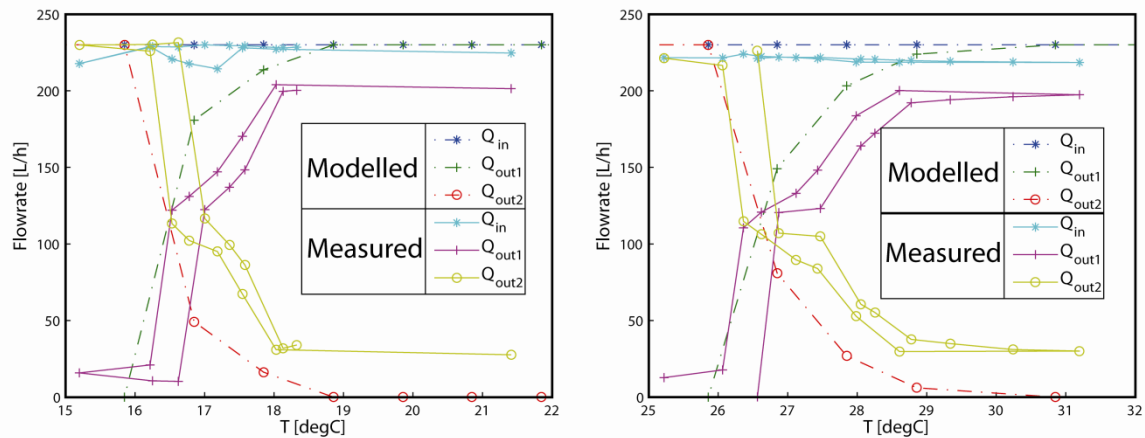 250
200
150
100
50
0
Flowrate [L/h]
15 16 17 18 19 20 21 22
T [degC]
Modelled
Q_in
Q_out1
Q_out2
Measured
Q_in
Q_out1
Q_out2
250
200
150
100
50
0
Flowrate [L/h]
25 26 27 28 29 30 31 32
T [degC]
Modelled
Q_in
Q_out1
Q_out2
Measured
Q_in
Q_out1
Q_out2